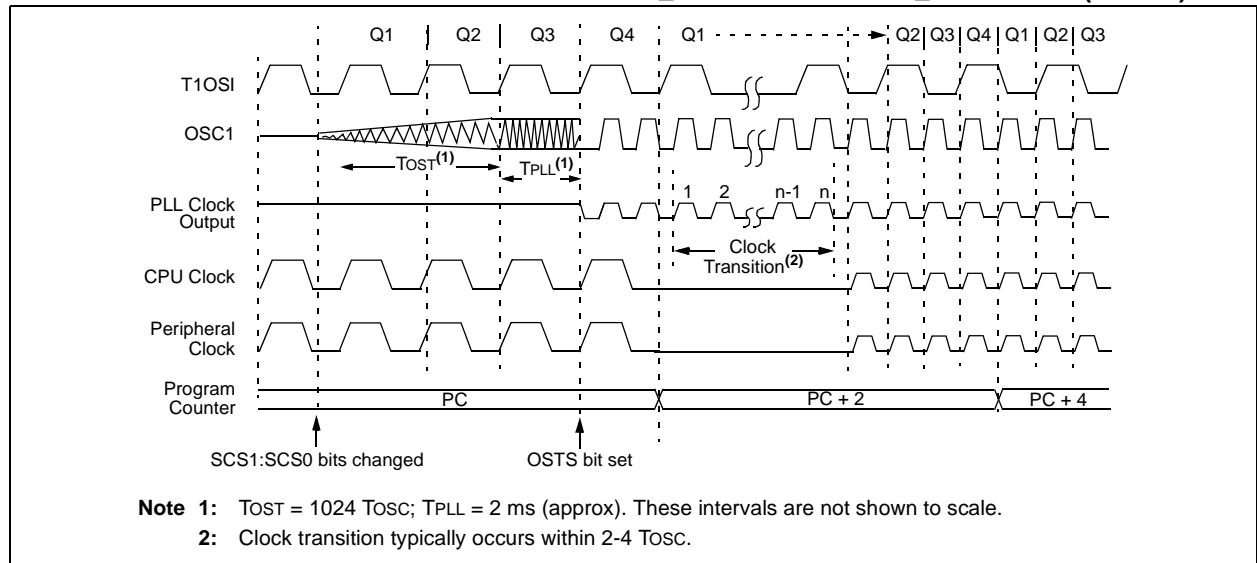 Q1 Q2 Q3 Q4 Q1 Q2 Q3 Q4 Q1 Q2 Q3
T1OSI
OSC1
TOST(1)
TPLL(1)
1 2 n-1 n
PLL Clock
Output
Clock
Transition(2)
CPU Clock
Peripheral
Clock
Program
Counter
PC PC + 2 PC + 4
SCS1:SCS0 bits changed OSTS bit set
Note 1: TOST = 1024 TOSC; TPLL = 2 ms (approx). These intervals are not shown to scale.
2: Clock transition typically occurs within 2-4 TOSC.